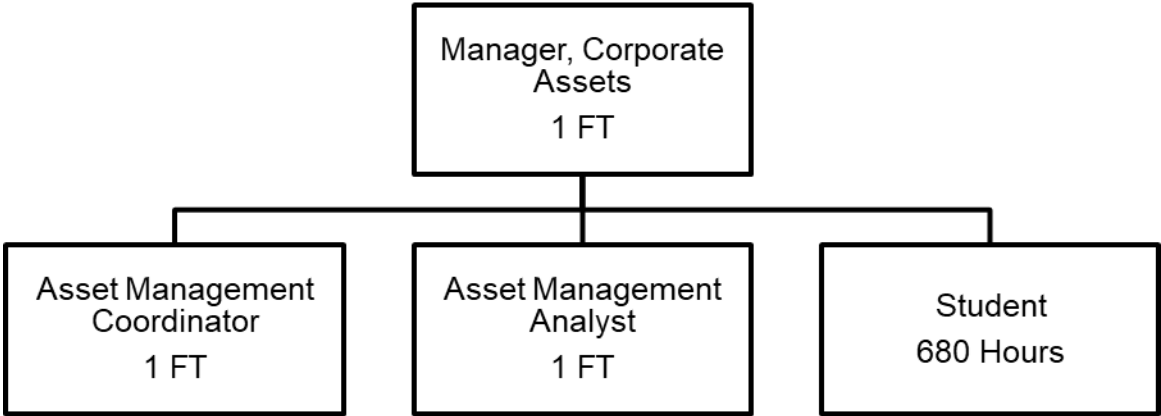 Manager, Corporate
Assets
1 FT
Asset Management
Coordinator
1 FT
Asset Management
Analyst
1 FT
Student
680 Hours